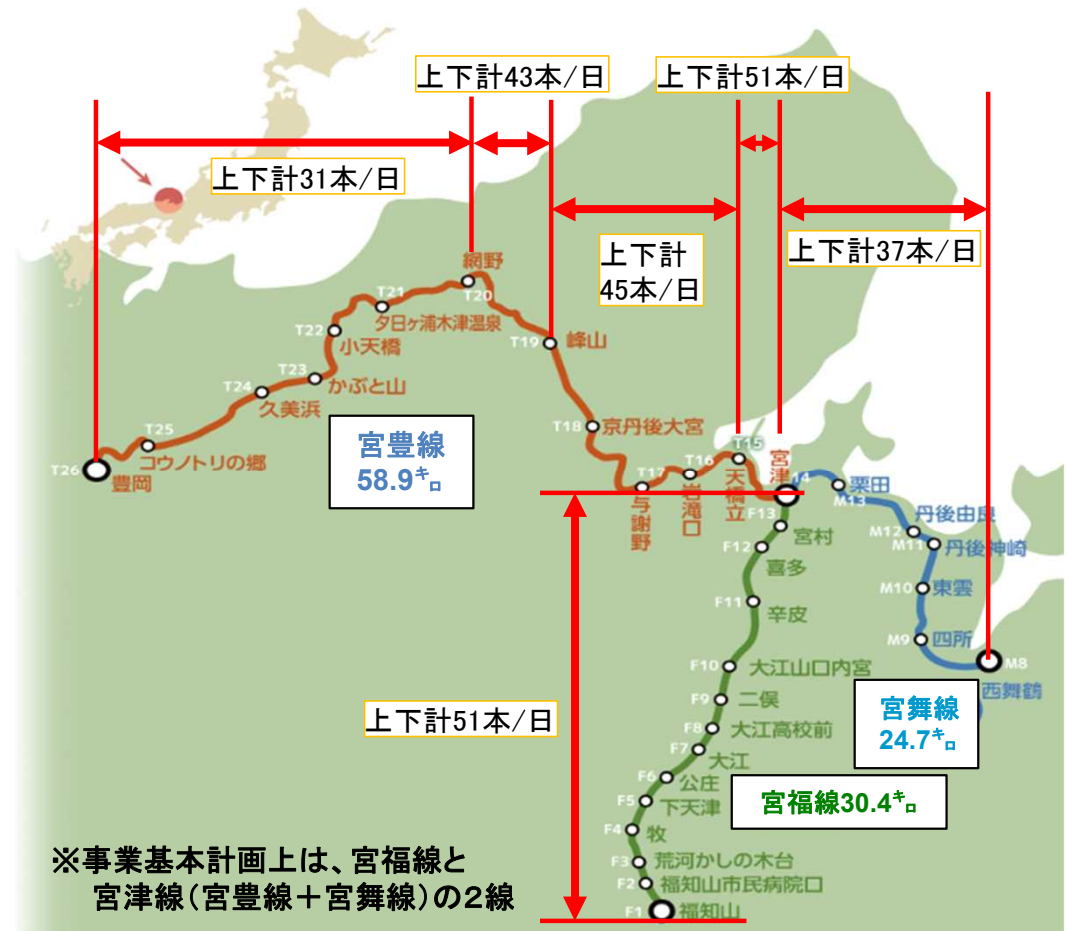 上下計43本/日
上下計51本/日
上下計31本/日
上下計
45本/日
上下計37本/日
網野
T20
T21
夕日ヶ浦木津温泉
T22
小天橋
T19
峰山
T23
かぶと山
T24
久美浜
T25
コウノトリの郷
T26
豊岡
宮豊線
58.9㌔
T18
京丹後大宮
T17
与謝野
T16
岩滝口
T15
天橋立
宮津
14
M13
栗田
M12
丹後由良
M11
丹後神崎
M10
東雲
M9
四所
M8
西舞鶴
F13
宮村
F12
喜多
F11
辛皮
F10
大江山口内宮
F9
二俣
F8
大江高校前
F7
大江
F6
公庄
F5
下天津
F4
牧
F3
荒河かしの木台
F2
福知山市民病院口
F1
福知山
宮舞線
24.7㌔
宮福線30.4㌔
上下計51本/日
※事業基本計画上は、宮福線と
宮津線(宮豊線+宮舞線)の2線